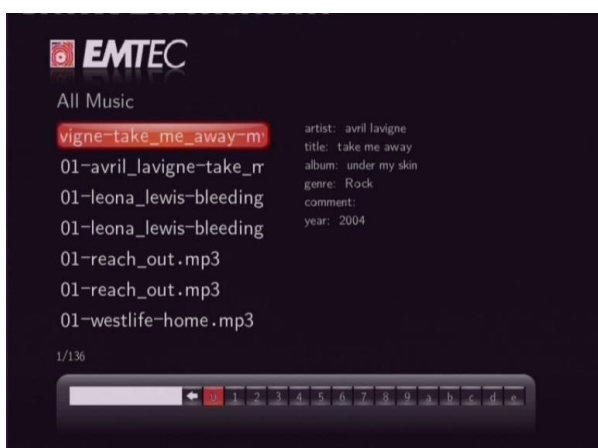 EMTEC
All Music
vigne-take_me_away-my
01-avril_lavigne-take_m
01-leona_lewis-bleeding
01-leona_lewis-bleeding
01-reach_out.mp3
01-reach_out.mp3
01-westlife-home.mp3
1/136
artist: avril lavigne
title: take me away
album: under my skin
genre: Rock
comment:
year: 2004
0 1 2 3 4 5 6 7 8 9 a b c d e